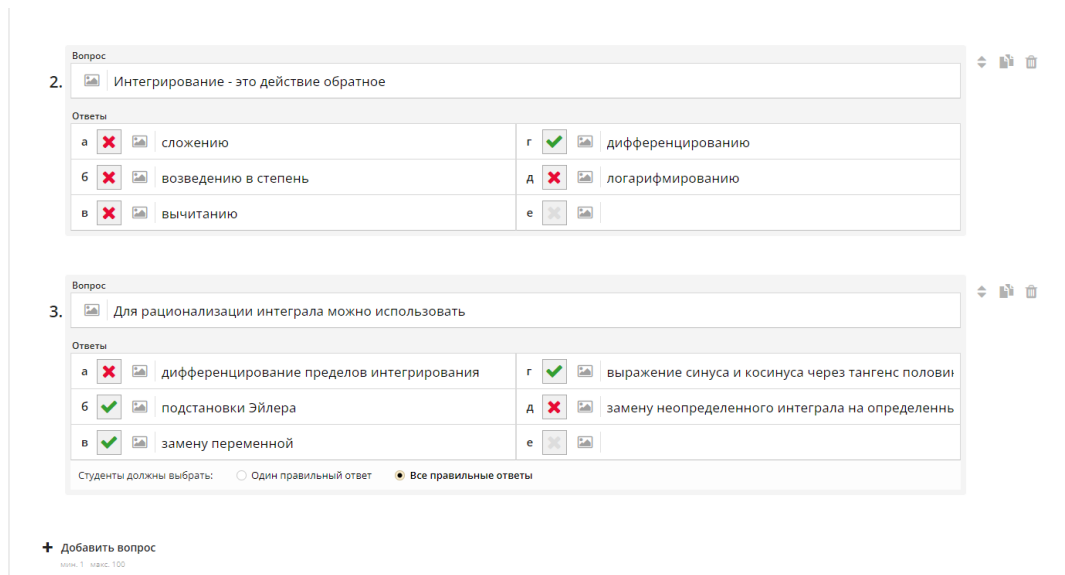 Вопрос
2. Интегрирование - это действие обратное
Ответы
а сложению
г дифференцированию
б возведению в степень
д логарифмированию
в вычитанию
е
Вопрос
3. Для рационализации интеграла можно использовать
Ответы
а дифференцирование пределов интегрирования
г выражение синуса и косинуса через тангенс половин
б подстановки Эйлера
д замену неопределенного интеграла на определеннь
в замену переменной
е
Студенты должны выбрать: Один правильный ответ Все правильные ответы
+ Добавить вопрос
мин. 1 макс. 100